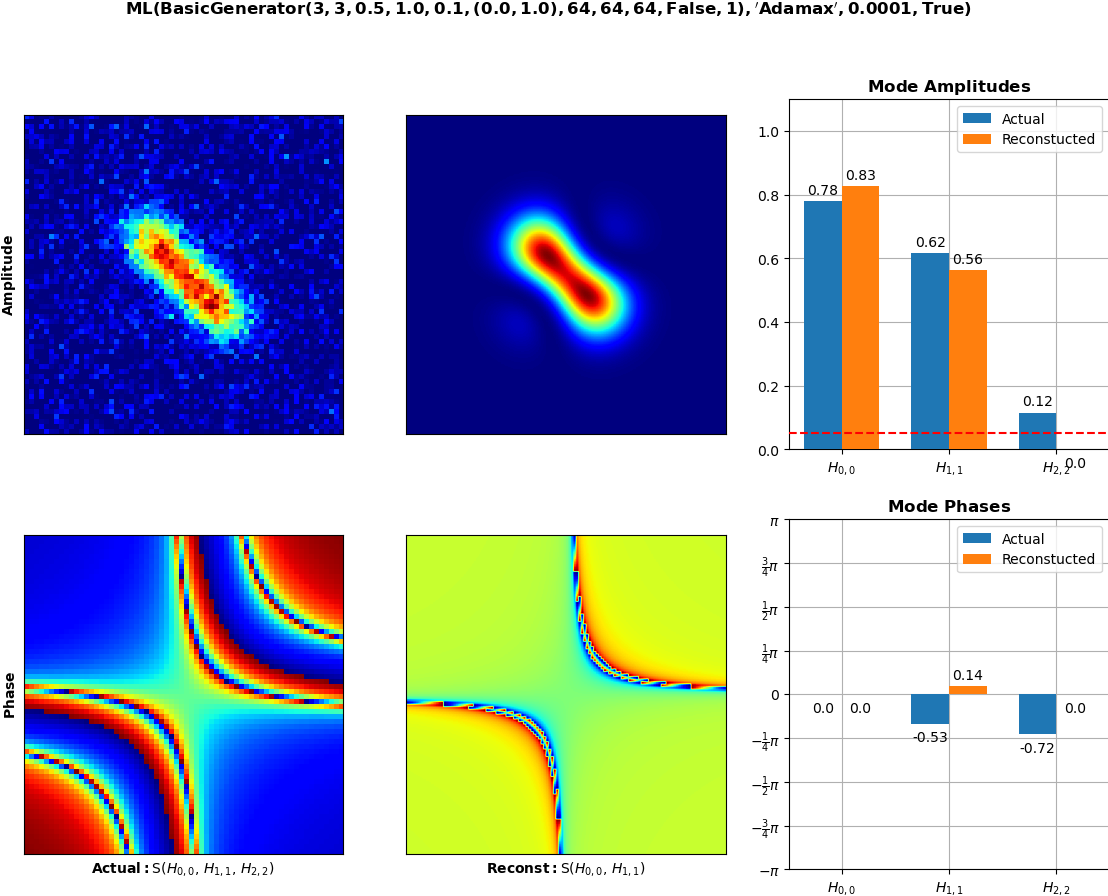 ML(BasicGenerator(3, 3, 0.5, 1.0, 0.1, (0.0, 1.0), 64, 64, 64, False, 1), ′Adamax′, 0.0001, True)
Amplitude
Mode Amplitudes
Actual
Reconstucted
1.0
0.8
0.6
0.4
0.2
0.0
0.78
0.83
0.62
0.56
0.12
0.0
H0,0
H1,1
H2,2
Phase
Actual: S(H0,0, H1,1, H2,2)
Reconst: S(H0,0, H1,1)
Mode Phases
Actual
Reconstucted
π
3/4π
1/2π
1/4π
0
−1/4π
−1/2π
−3/4π
−π
0.0
0.0
-0.53
0.14
-0.72
0.0
H0,0
H1,1
H2,2